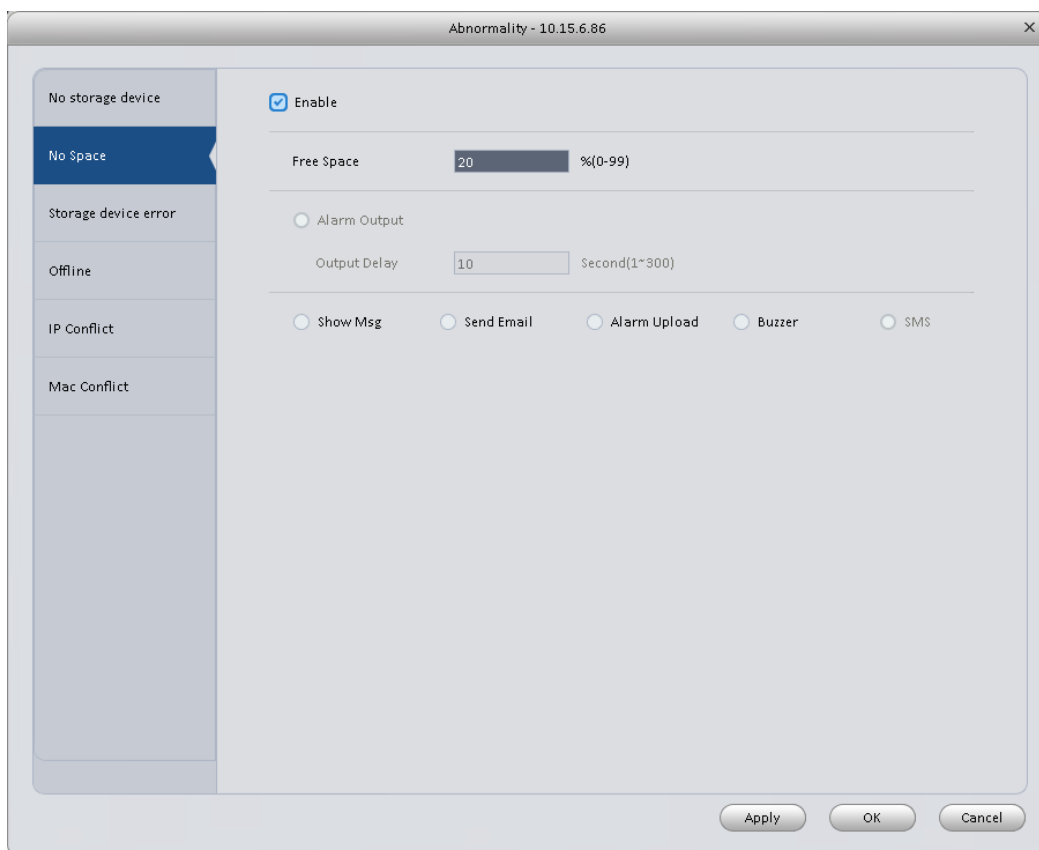 Abnormality - 10.15.6.86
No storage device
No Space
Storage device error
Offline
IP Conflict
Mac Conflict
Enable
Free Space 20 %(0-99)
Alarm Output
Output Delay 10 Second(1~300)
Show Msg Send Email Alarm Upload Buzzer SMS
Apply OK Cancel